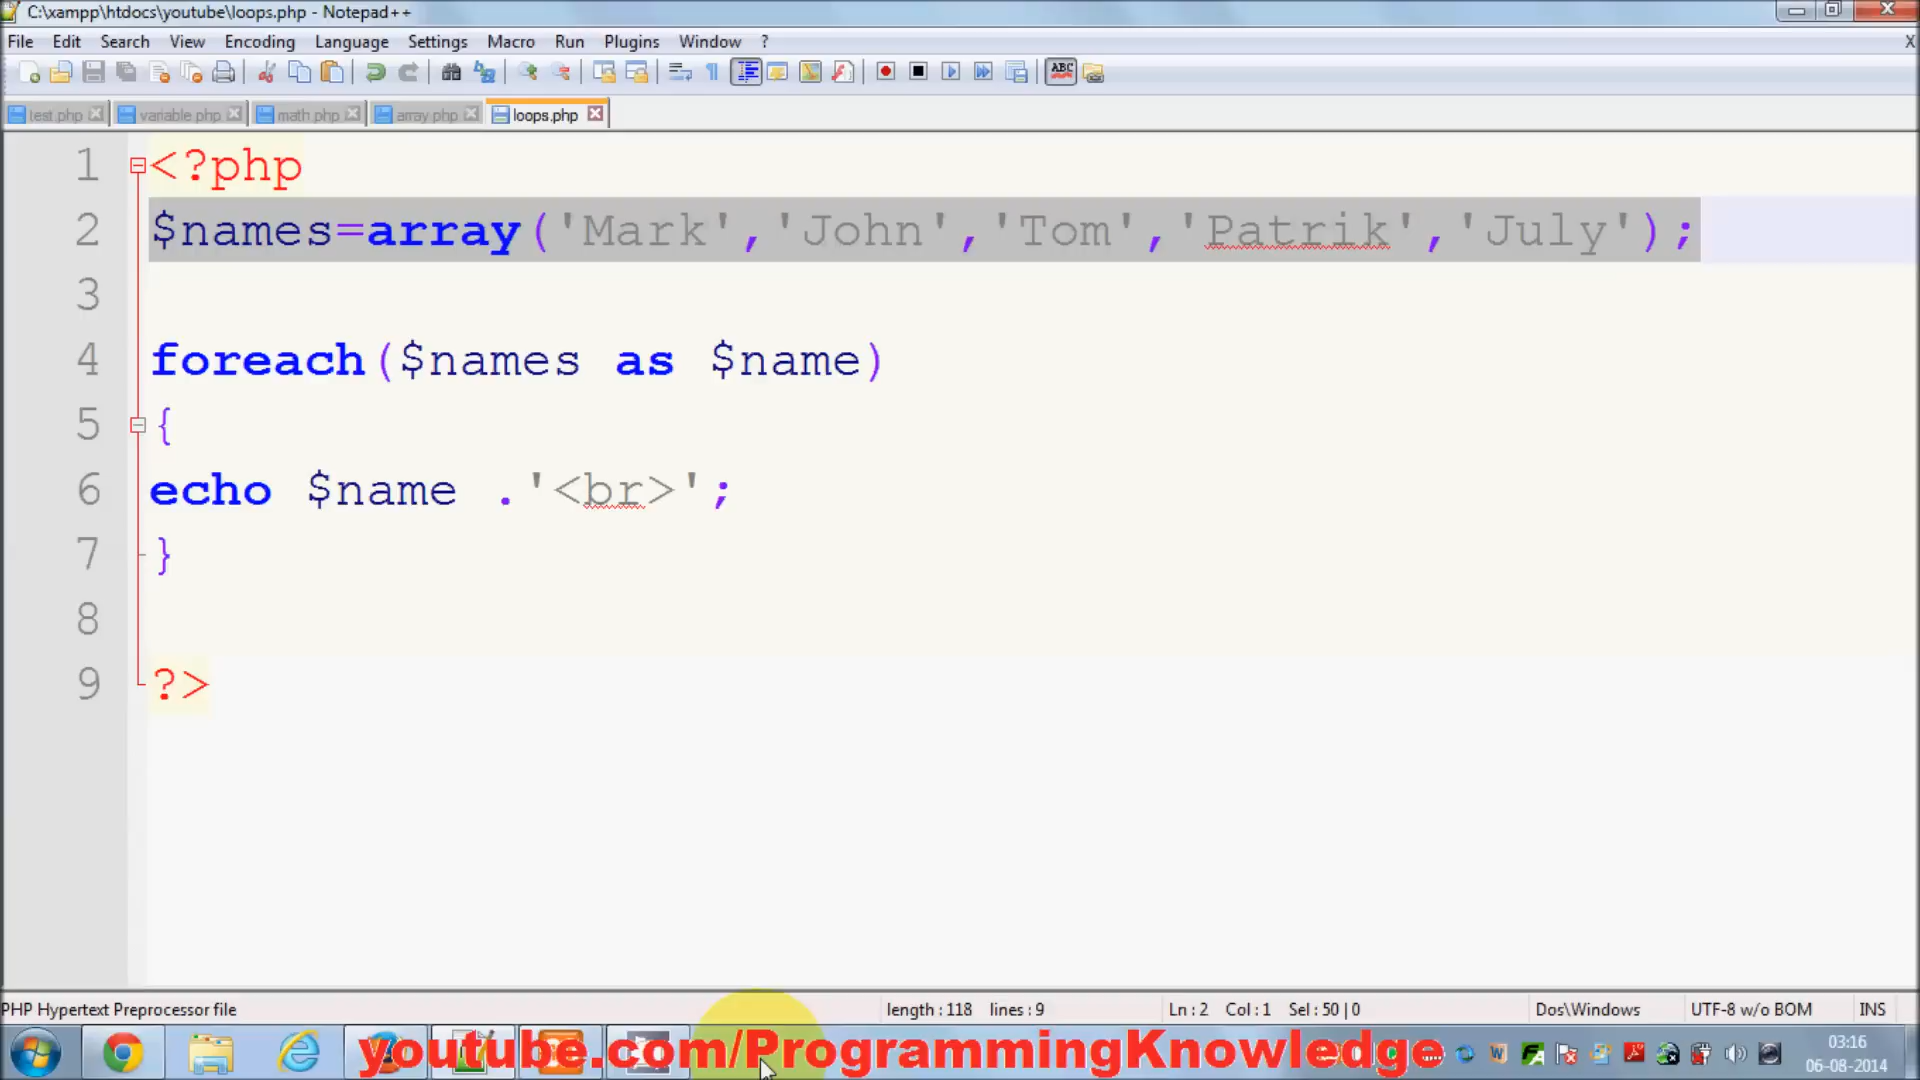 C:\xampp\htdocs\youtube\loops.php - Notepad++
File Edit Search View Encoding Language Settings Macro Run Plugins Window ? X
ABC
test.php variable.php math.php array.php loops.php
1 <?php
2 $names=array('Mark','John','Tom','Patrik','July');
3
4 foreach($names as $name)
5 {
6 echo $name .'<br>';
7 }
8
9 ?>
PHP Hypertext Preprocessor file length : 118 lines : 9 Ln : 2 Col : 1 Sel : 50 | 0 Dos\Windows UTF-8 w/o BOM INS
youtube.com/ProgrammingKnowledge
03:16
06-08-2014